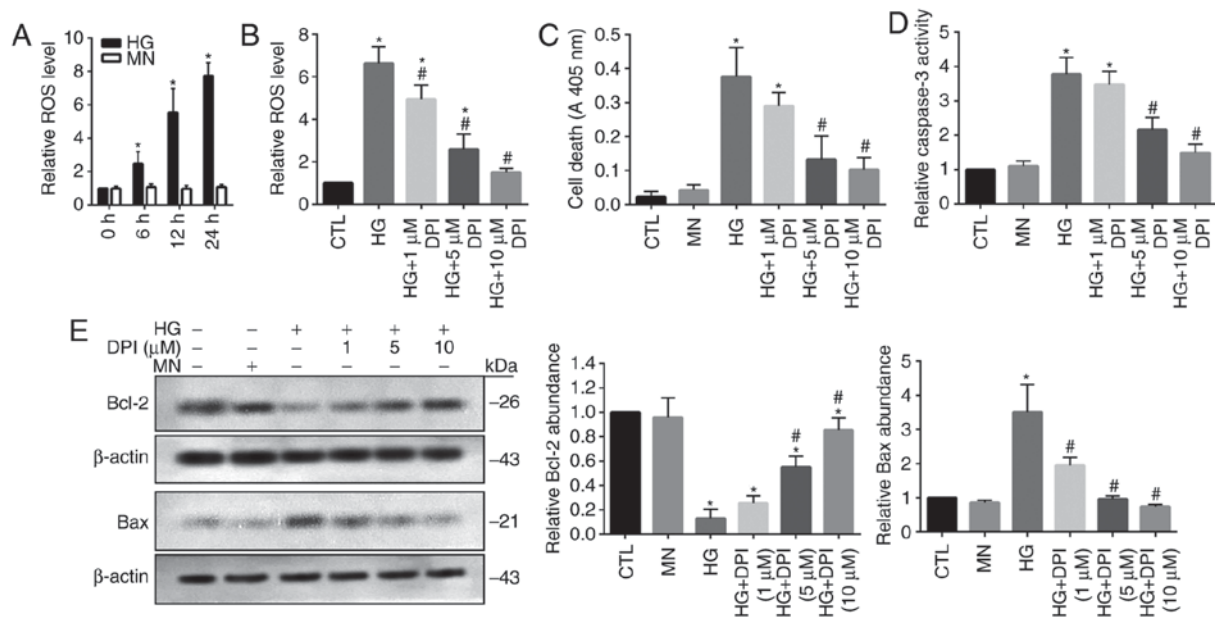 A
HG
MN
Relative ROS level
10
8
6
4
2
0
* * *
0 h
6 h
12 h
24 h
B
Relative ROS level
8
6
4
2
0
*
*
#
*
#
#
CTL
HG
HG+1 μM
DPI
HG+5 μM
DPI
HG+10 μM
DPI
C
Cell death (A 405 nm)
0.5
0.4
0.3
0.2
0.1
0.0
*
*
#
#
CTL
MN
HG
HG+1 μM
DPI
HG+5 μM
DPI
HG+10 μM
DPI
D
Relative caspase-3 activity
5
4
3
2
1
0
*
*
#
#
CTL
MN
HG
HG+1 μM
DPI
HG+5 μM
DPI
HG+10 μM
DPI
E
HG – – + + + +
DPI (μM) – – – 1 5 10
MN – + – – – – kDa
Bcl-2 –26
β-actin –43
Bax –21
β-actin –43
Relative Bcl-2 abundance
1.4
1.2
1.0
0.8
0.6
0.4
0.2
0.0
*
*
#
*
#
*
CTL
MN
HG
HG+DPI
(1 μM)
HG+DPI
(5 μM)
HG+DPI
(10 μM)
Relative Bax abundance
5
4
3
2
1
0
*
#
#
#
CTL
MN
HG
HG+DPI
(1 μM)
HG+DPI
(5 μM)
HG+DPI
(10 μM)